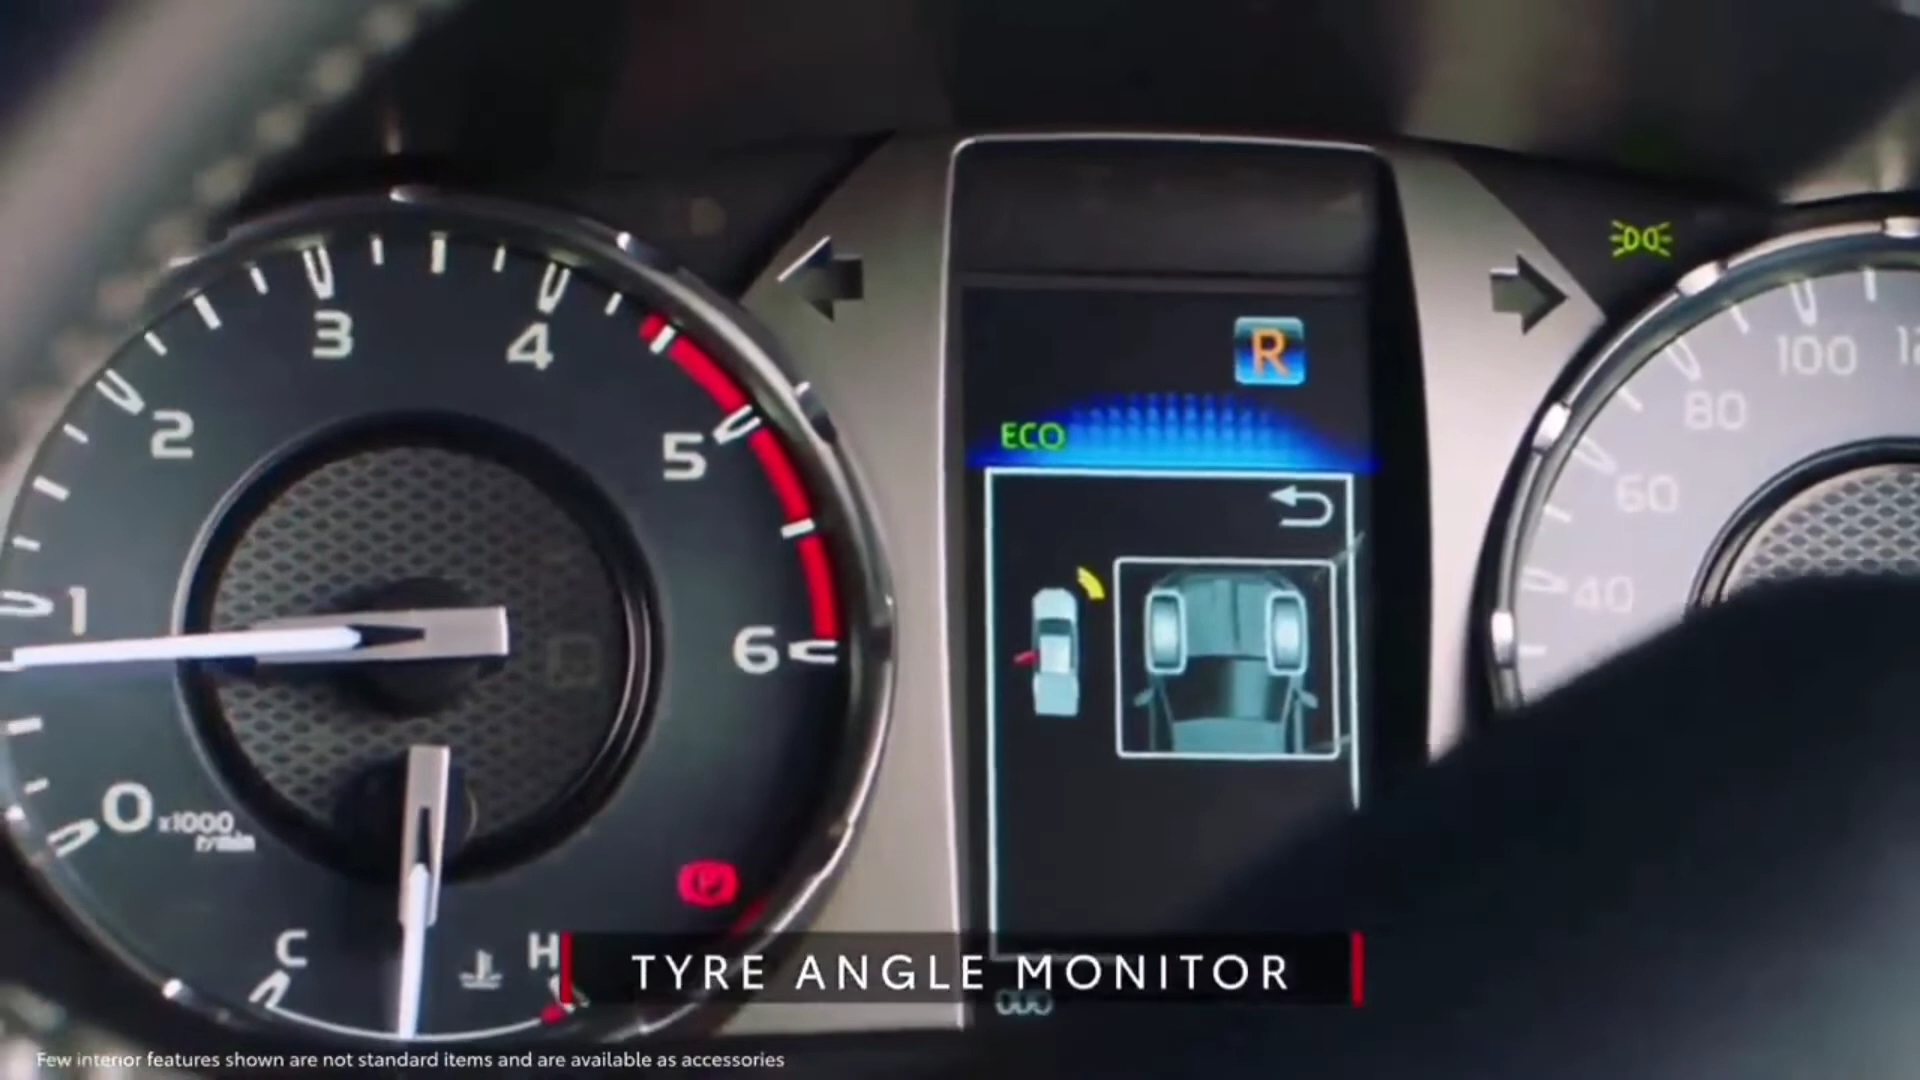 R
ECO
0
1
2
3
4
5
6
x1000
r/min
C
H
P
40
60
80
100
TYRE ANGLE MONITOR
Few interior features shown are not standard items and are available as accessories